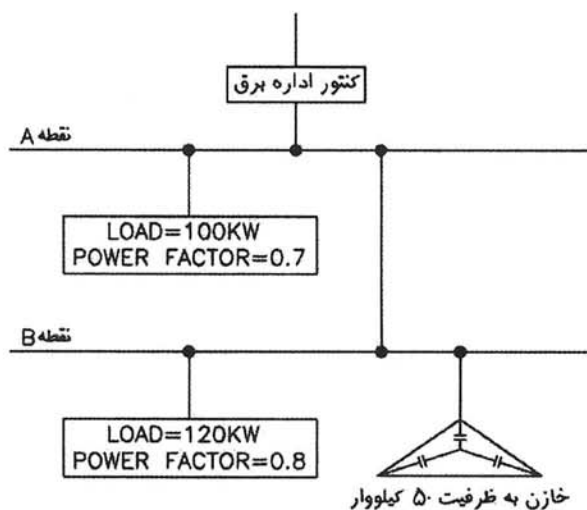 کنتور اداره برق
نقطه A
LOAD=100KW
POWER FACTOR=0.7
نقطه B
LOAD=120KW
POWER FACTOR=0.8
خازن به ظرفیت ۵۰ کیلووار